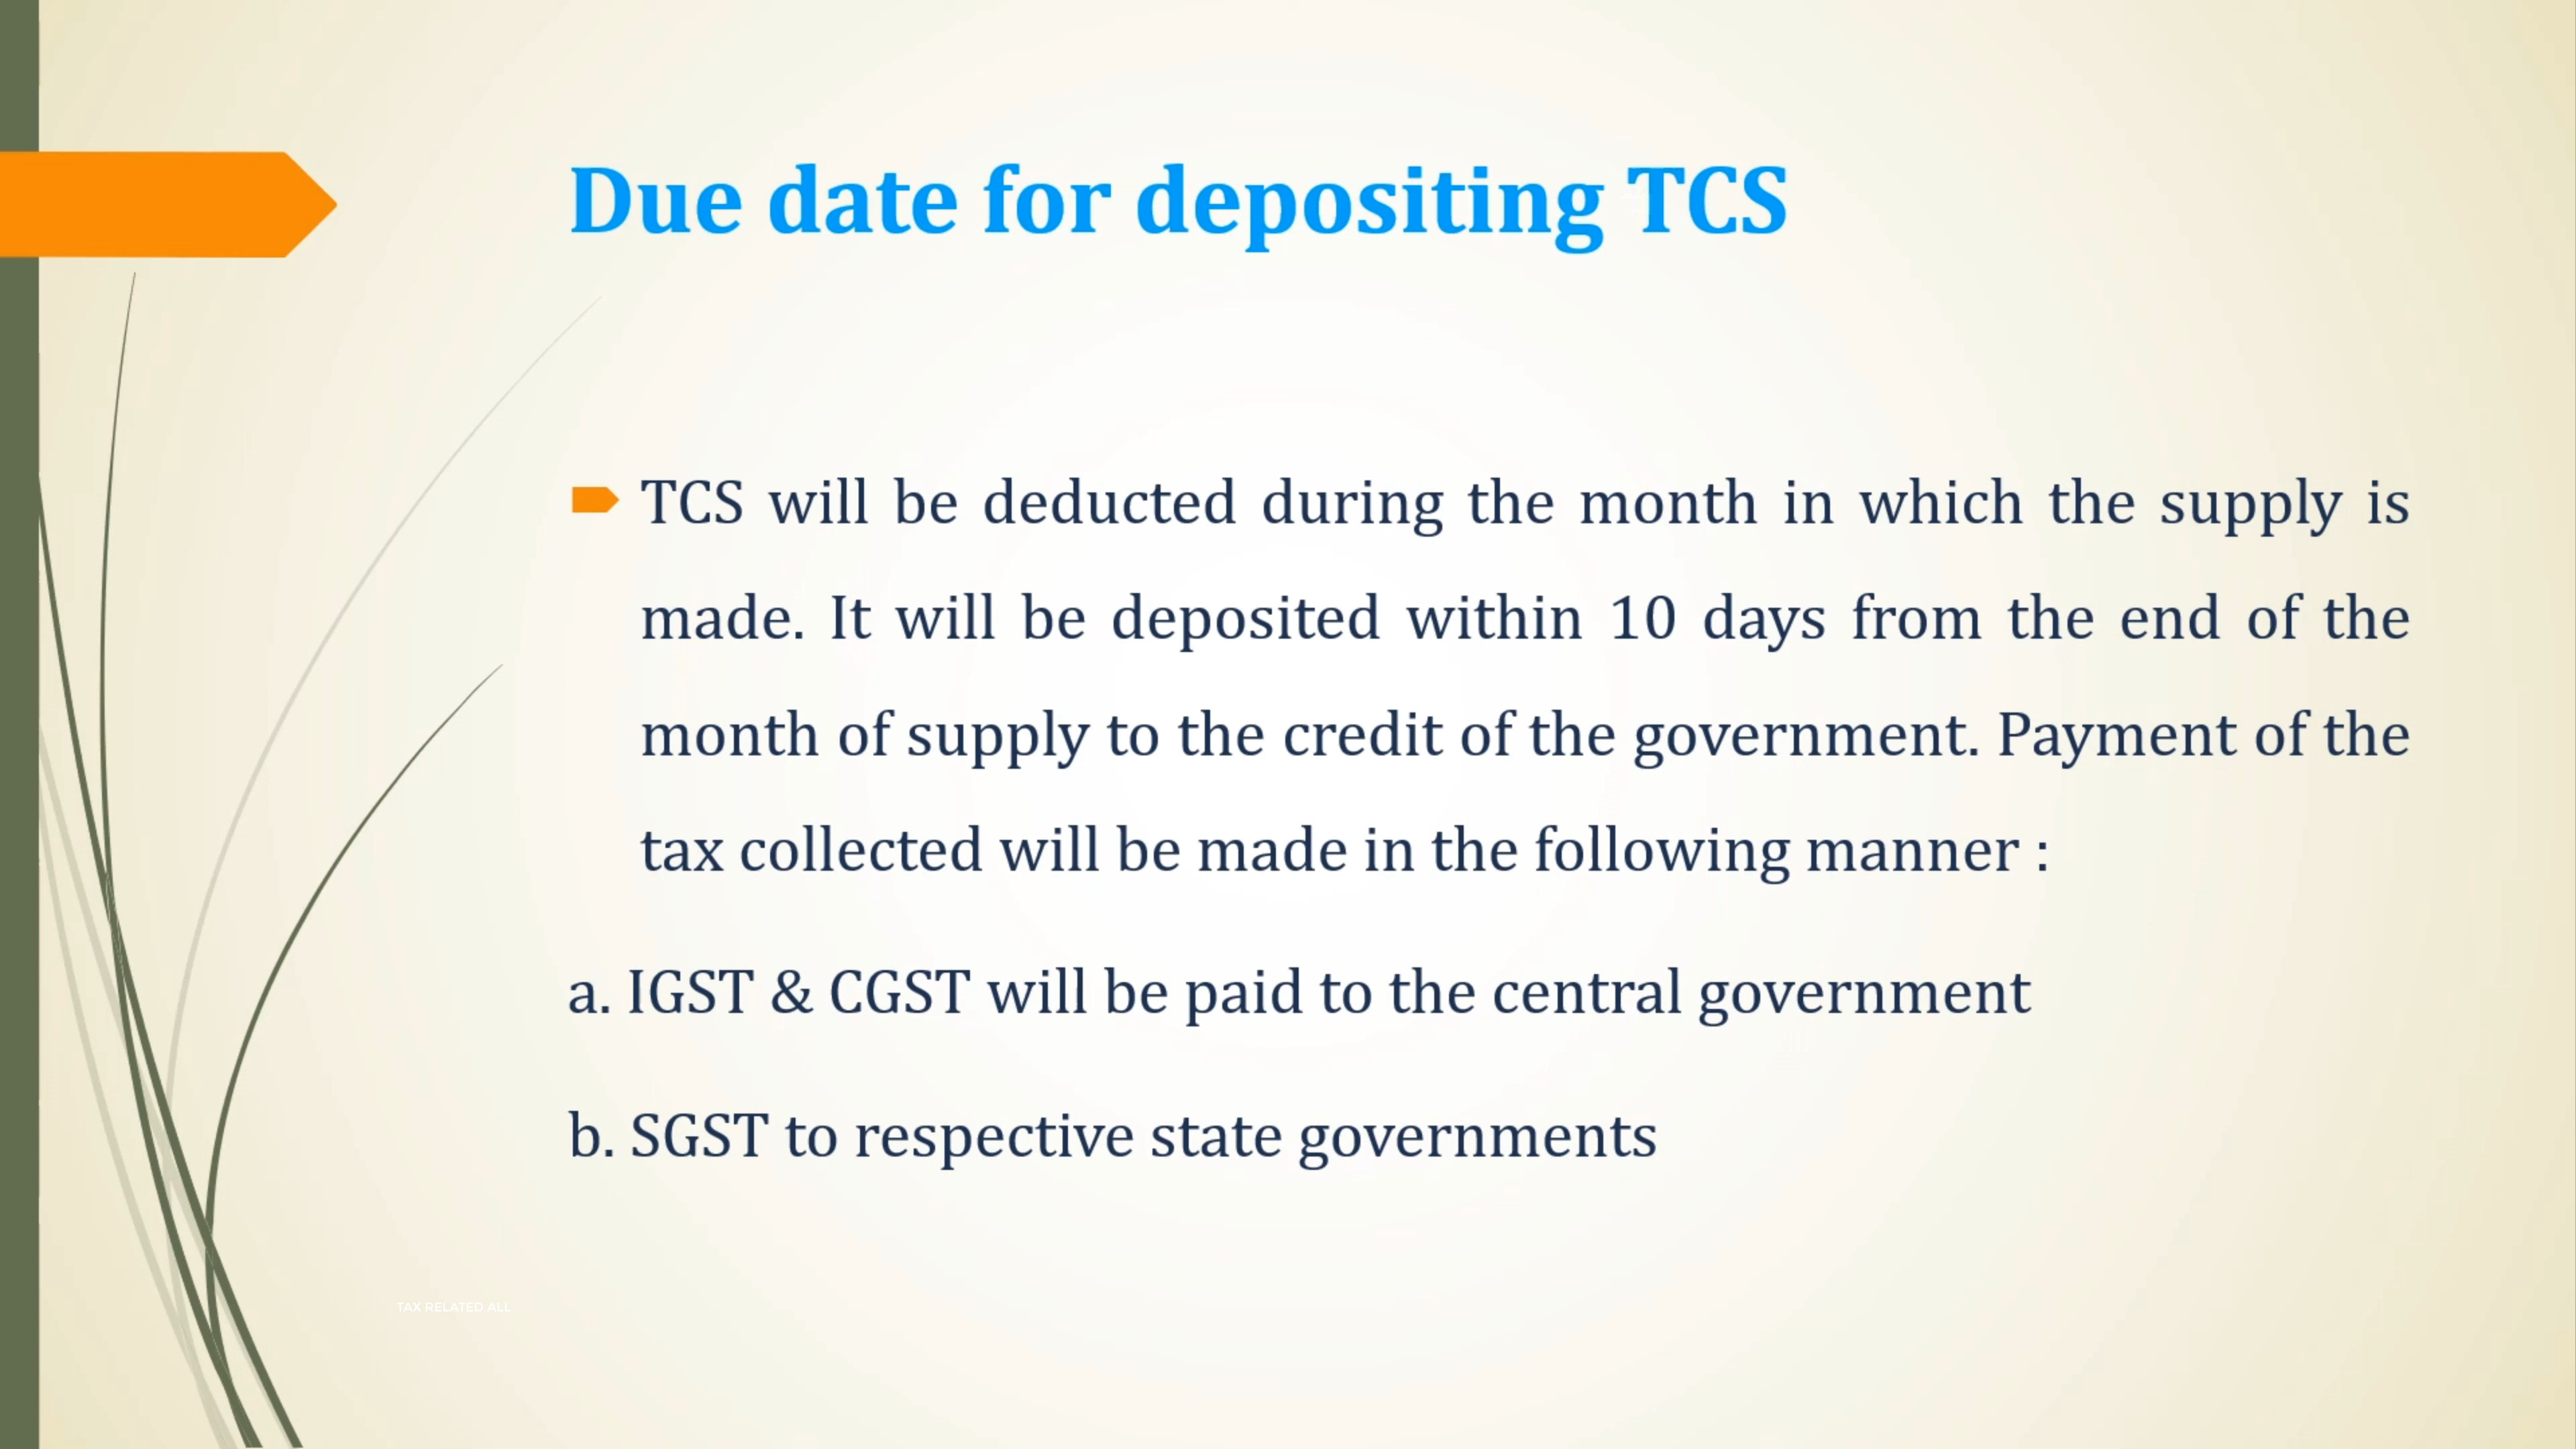 Due date for depositing TCS
TCS will be deducted during the month in which the supply is
made. It will be deposited within 10 days from the end of the
month of supply to the credit of the government. Payment of the
tax collected will be made in the following manner :
a. IGST & CGST will be paid to the central government
b. SGST to respective state governments
TAX RELATED ALL